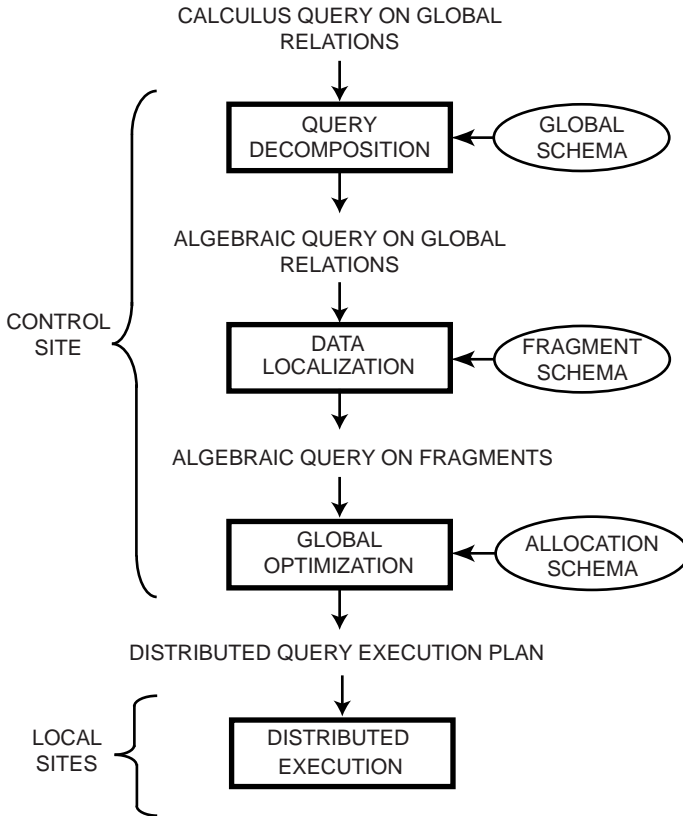 CALCULUS QUERY ON GLOBAL
RELATIONS
QUERY
DECOMPOSITION
GLOBAL
SCHEMA
ALGEBRAIC QUERY ON GLOBAL
RELATIONS
CONTROL
SITE
DATA
LOCALIZATION
FRAGMENT
SCHEMA
ALGEBRAIC QUERY ON FRAGMENTS
GLOBAL
OPTIMIZATION
ALLOCATION
SCHEMA
DISTRIBUTED QUERY EXECUTION PLAN
LOCAL
SITES
DISTRIBUTED
EXECUTION